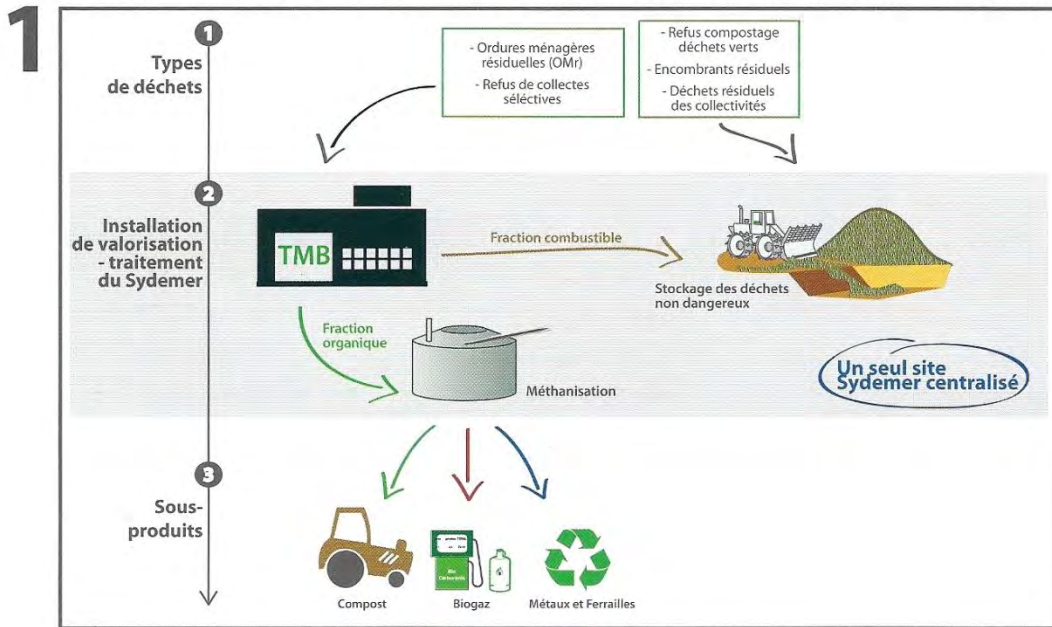 1
1
Types
de déchets
- Ordures ménagères
résiduelles (OMr)
- Refus de collectes
séléctives
- Refus compostage
déchets verts
- Encombrants résiduels
- Déchets résiduels
des collectivités
2
Installation
de valorisation
- traitement
du Sydemer
TMB
Fraction combustible
Stockage des déchets
non dangereux
Fraction
organique
Méthanisation
Un seul site
Sydemer centralisé
3
Sous-
produits
Compost
Biogaz
Métaux et Ferrailles